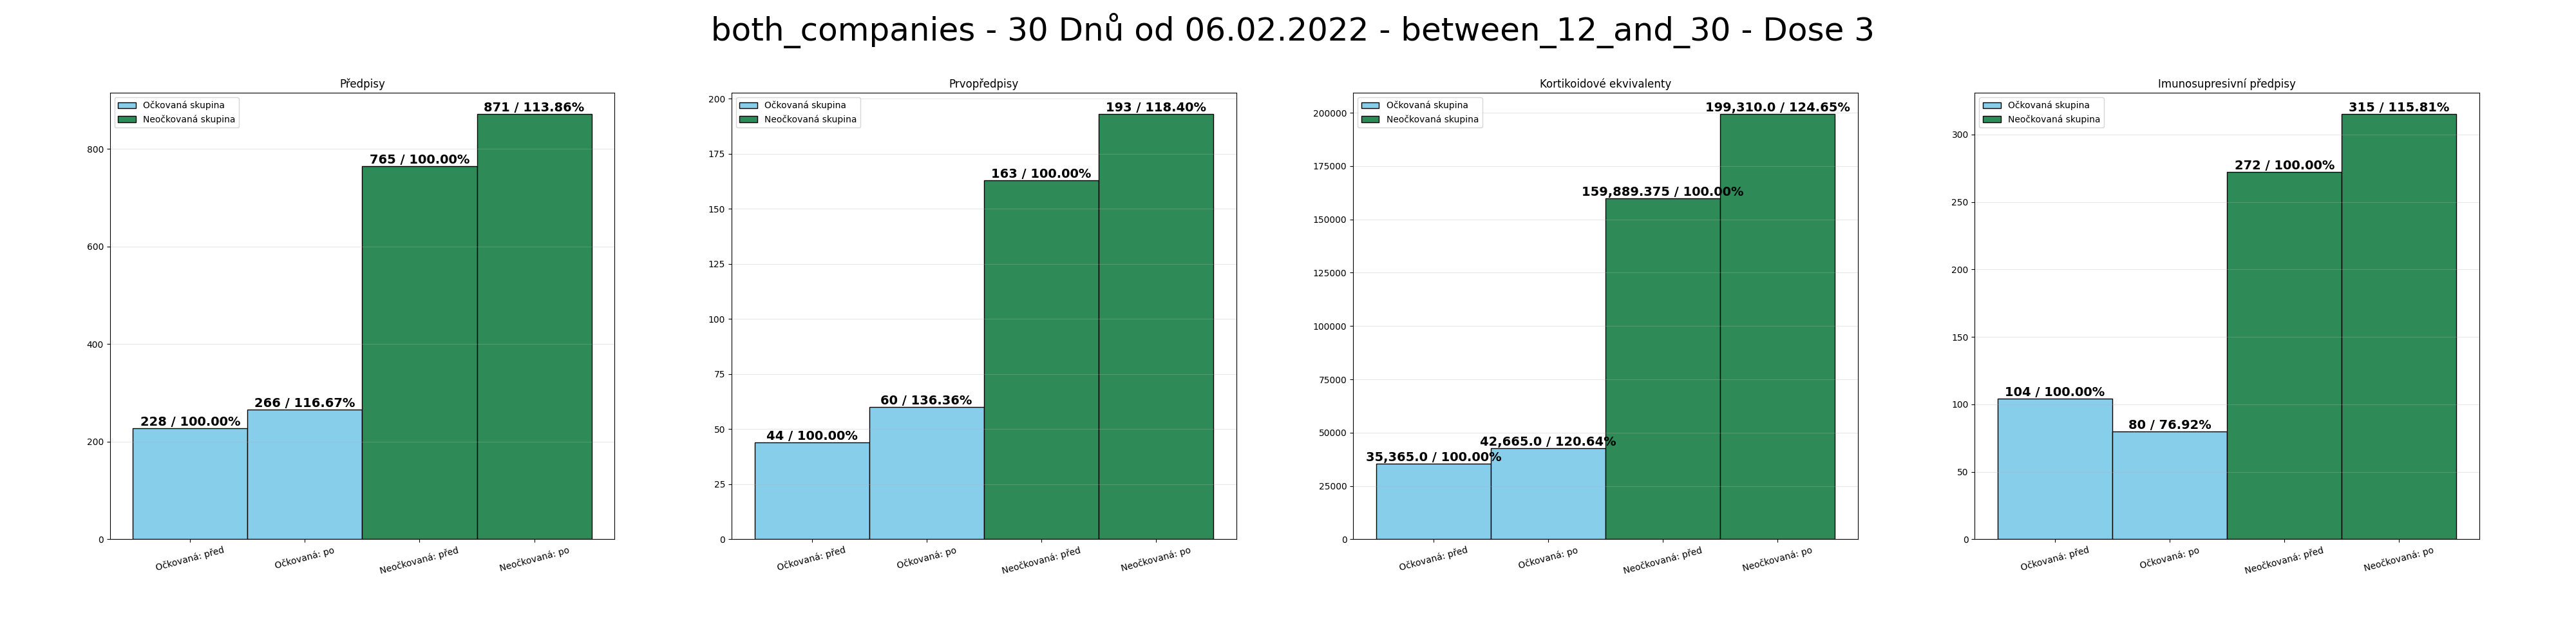 both_companies - 30 Dnů od 06.02.2022 - between_12_and_30 - Dose 3
Předpisy
Očkovaná skupina
Neočkovaná skupina
871 / 113.86%
765 / 100.00%
266 / 116.67%
228 / 100.00%
800
600
400
200
0
Očkovaná: před
Očkovaná: po
Neočkovaná: před
Neočkovaná: po
Prvopředpisy
Očkovaná skupina
Neočkovaná skupina
193 / 118.40%
163 / 100.00%
60 / 136.36%
44 / 100.00%
200
175
150
125
100
75
50
25
0
Očkovaná: před
Očkovaná: po
Neočkovaná: před
Neočkovaná: po
Kortikoidové ekvivalenty
Očkovaná skupina
Neočkovaná skupina
199,310.0 / 124.65%
159,889.375 / 100.00%
42,665.0 / 120.64%
35,365.0 / 100.00%
200000
175000
150000
125000
100000
75000
50000
25000
0
Očkovaná: před
Očkovaná: po
Neočkovaná: před
Neočkovaná: po
Imunosupresivní předpisy
Očkovaná skupina
Neočkovaná skupina
315 / 115.81%
272 / 100.00%
104 / 100.00%
80 / 76.92%
300
250
200
150
100
50
0
Očkovaná: před
Očkovaná: po
Neočkovaná: před
Neočkovaná: po